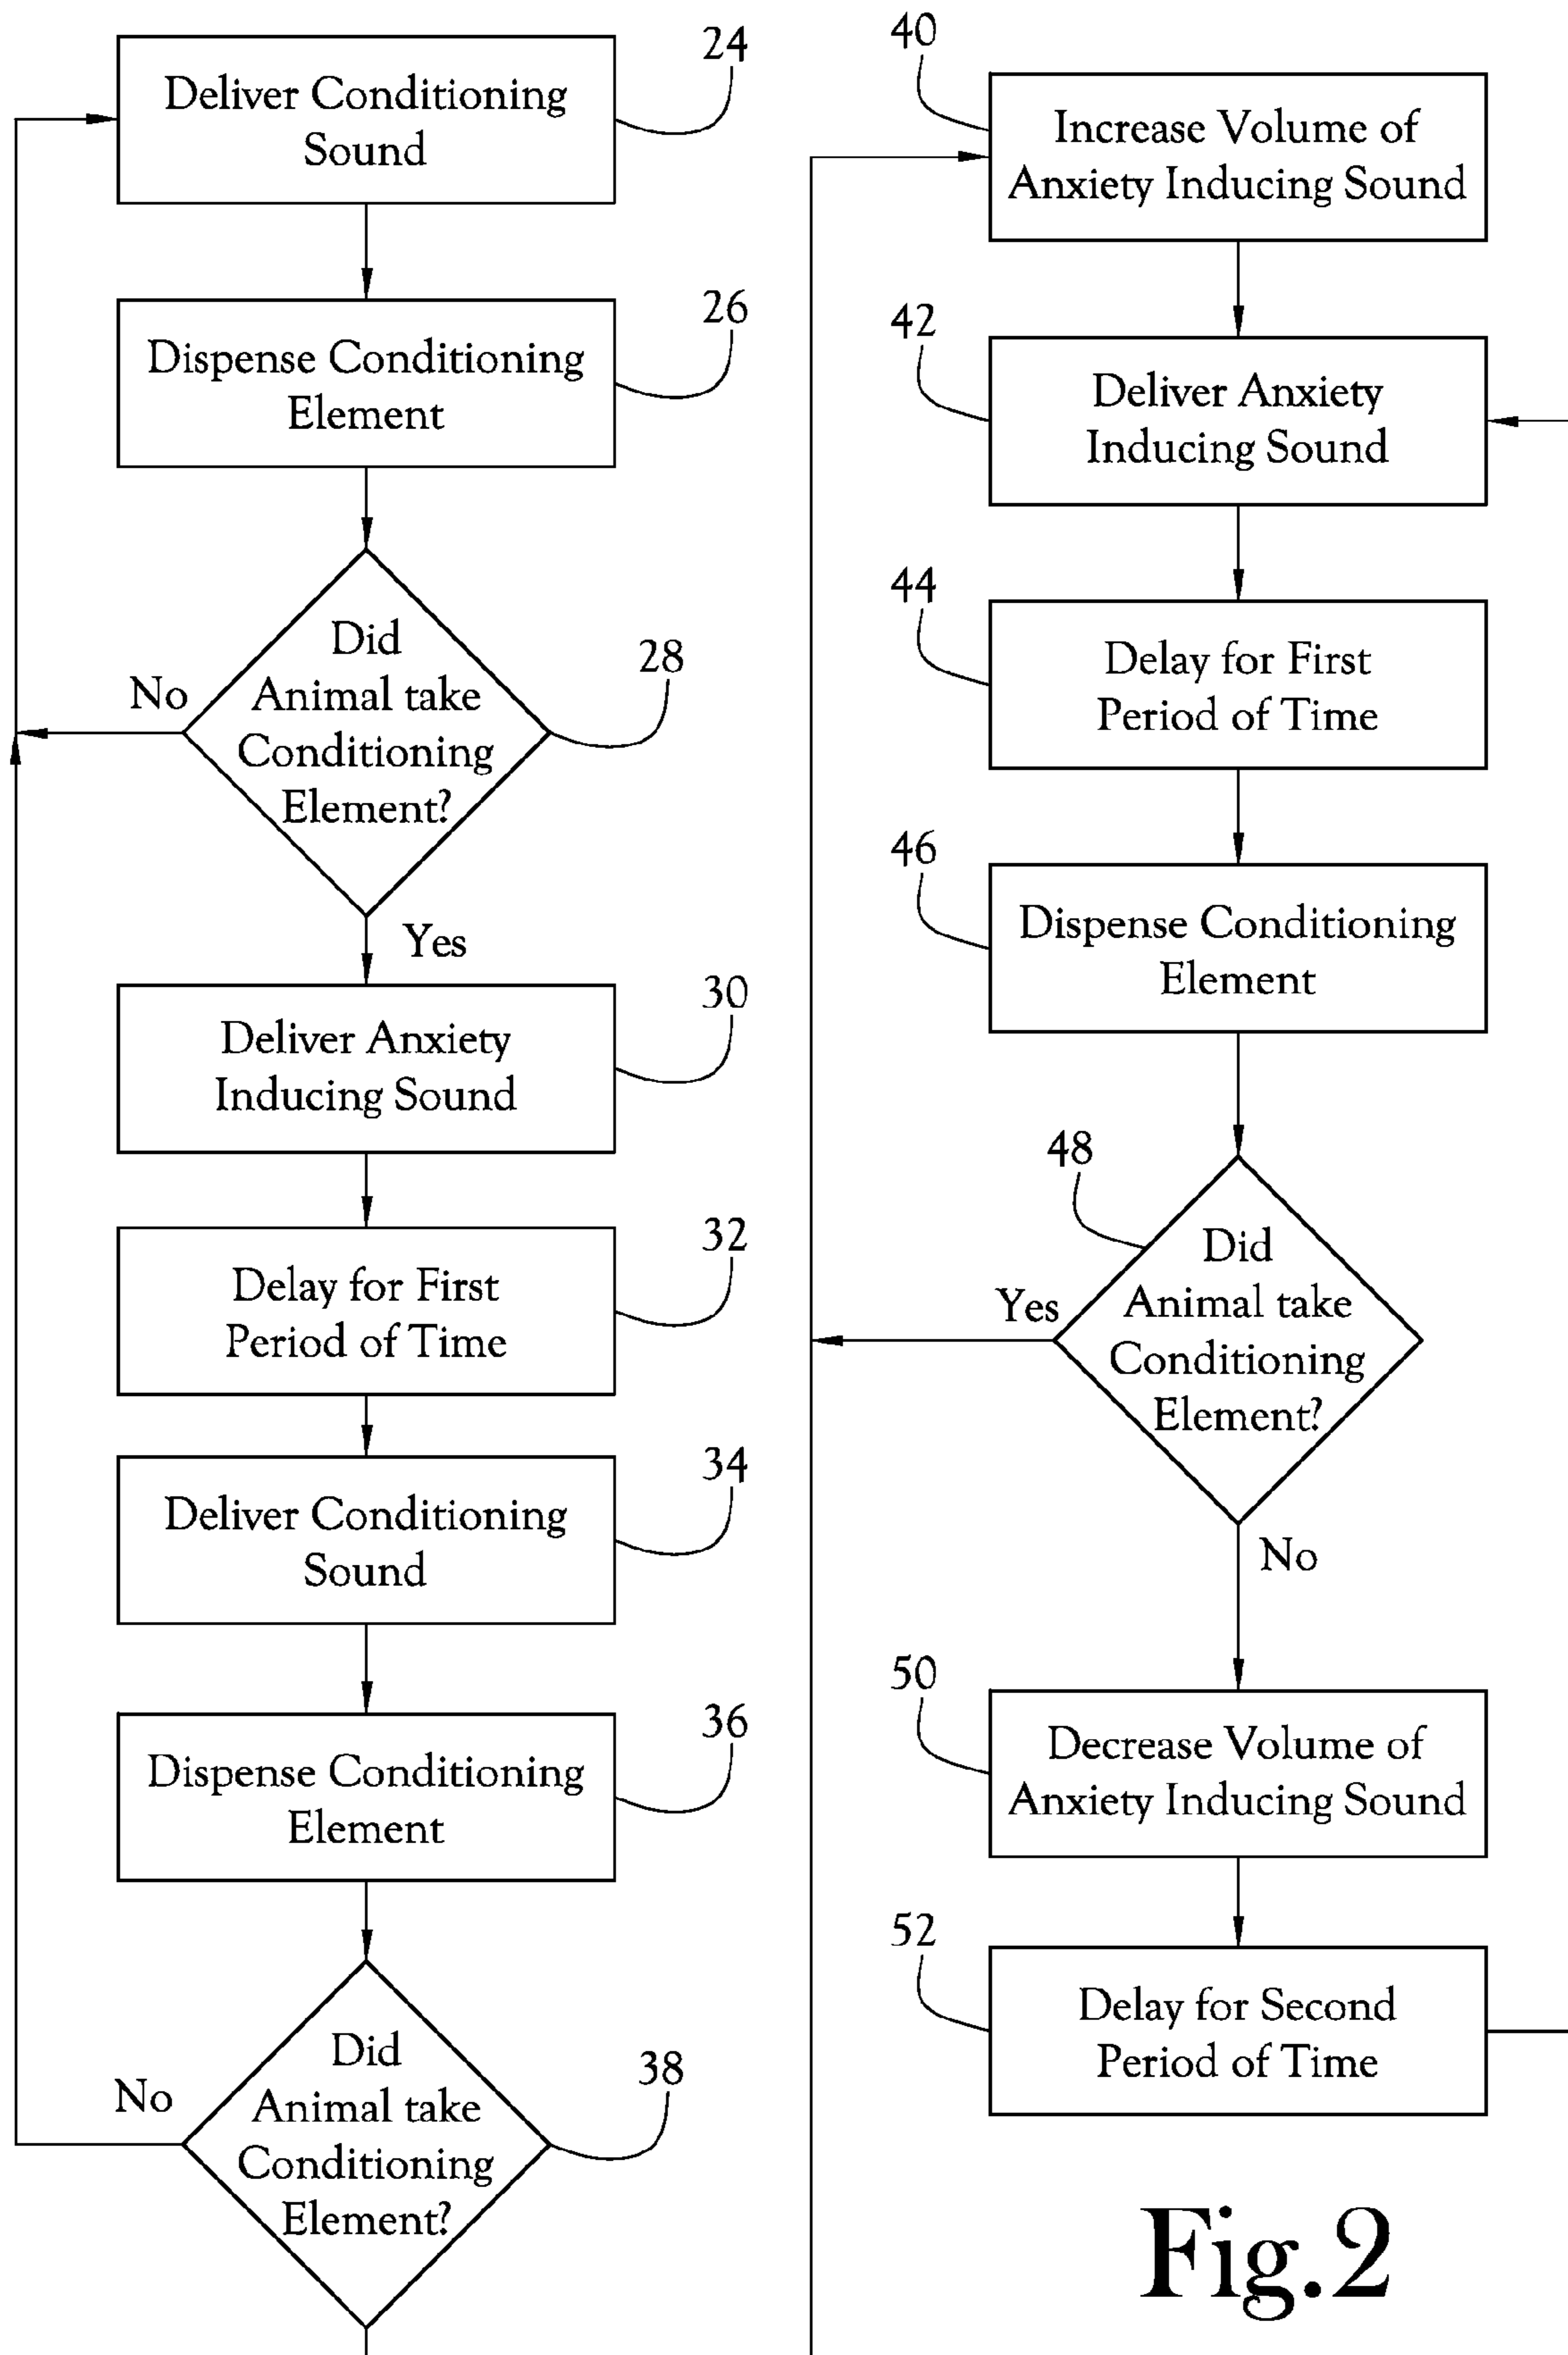 24
Deliver Conditioning
Sound
26
Dispense Conditioning
Element
28
Did
Animal take
Conditioning
Element?
No
Yes
30
Deliver Anxiety
Inducing Sound
32
Delay for First
Period of Time
34
Deliver Conditioning
Sound
36
Dispense Conditioning
Element
38
Did
Animal take
Conditioning
Element?
No
40
Increase Volume of
Anxiety Inducing Sound
42
Deliver Anxiety
Inducing Sound
44
Delay for First
Period of Time
46
Dispense Conditioning
Element
48
Did
Animal take
Conditioning
Element?
Yes
No
50
Decrease Volume of
Anxiety Inducing Sound
52
Delay for Second
Period of Time
Fig.2